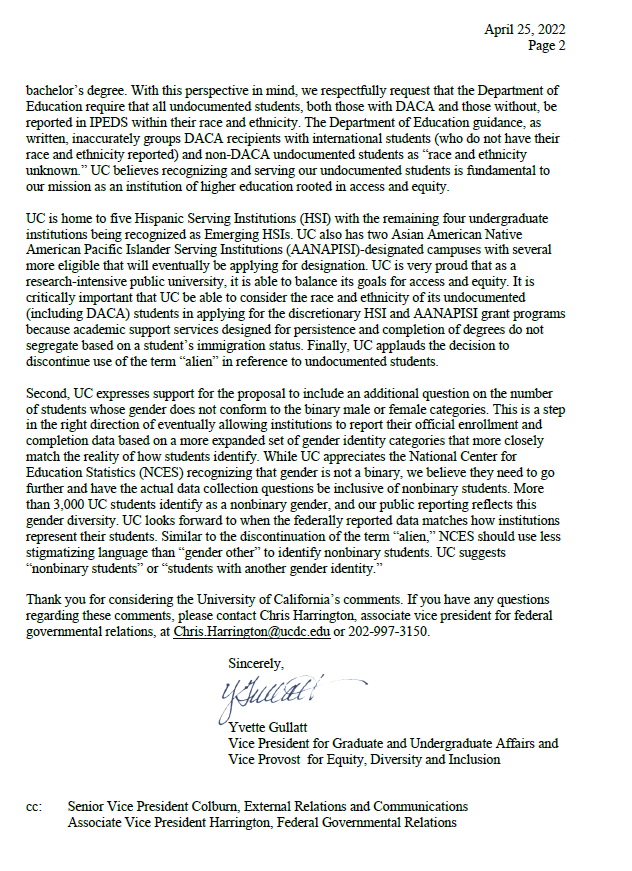 April 25, 2022
Page 2
bachelor’s degree. With this perspective in mind, we respectfully request that the Department of
Education require that all undocumented students, both those with DACA and those without, be
reported in IPEDS within their race and ethnicity. The Department of Education guidance, as
written, inaccurately groups DACA recipients with international students (who do not have their
race and ethnicity reported) and non-DACA undocumented students as “race and ethnicity
unknown.” UC believes recognizing and serving our undocumented students is fundamental to
our mission as an institution of higher education rooted in access and equity.
UC is home to five Hispanic Serving Institutions (HSI) with the remaining four undergraduate
institutions being recognized as Emerging HSIs. UC also has two Asian American Native
American Pacific Islander Serving Institutions (AANAPISI)-designated campuses with several
more eligible that will eventually be applying for designation. UC is very proud that as a
research-intensive public university, it is able to balance its goals for access and equity. It is
critically important that UC be able to consider the race and ethnicity of its undocumented
(including DACA) students in applying for the discretionary HSI and AANAPISI grant programs
because academic support services designed for persistence and completion of degrees do not
segregate based on a student’s immigration status. Finally, UC applauds the decision to
discontinue use of the term “alien” in reference to undocumented students.
Second, UC expresses support for the proposal to include an additional question on the number
of students whose gender does not conform to the binary male or female categories. This is a step
in the right direction of eventually allowing institutions to report their official enrollment and
completion data based on a more expanded set of gender identity categories that more closely
match the reality of how students identify. While UC appreciates the National Center for
Education Statistics (NCES) recognizing that gender is not a binary, we believe they need to go
further and have the actual data collection questions be inclusive of nonbinary students. More
than 3,000 UC students identify as a nonbinary gender, and our public reporting reflects this
gender diversity. UC looks forward to when the federally reported data matches how institutions
represent their students. Similar to the discontinuation of the term “alien,” NCES should use less
stigmatizing language than “gender other” to identify nonbinary students. UC suggests
“nonbinary students” or “students with another gender identity.”
Thank you for considering the University of California’s comments. If you have any questions
regarding these comments, please contact Chris Harrington, associate vice president for federal
governmental relations, at Chris.Harrington@ucdc.edu or 202-997-3150.
Sincerely,
YGullatt
Yvette Gullatt
Vice President for Graduate and Undergraduate Affairs and
Vice Provost for Equity, Diversity and Inclusion
cc: Senior Vice President Colburn, External Relations and Communications
Associate Vice President Harrington, Federal Governmental Relations